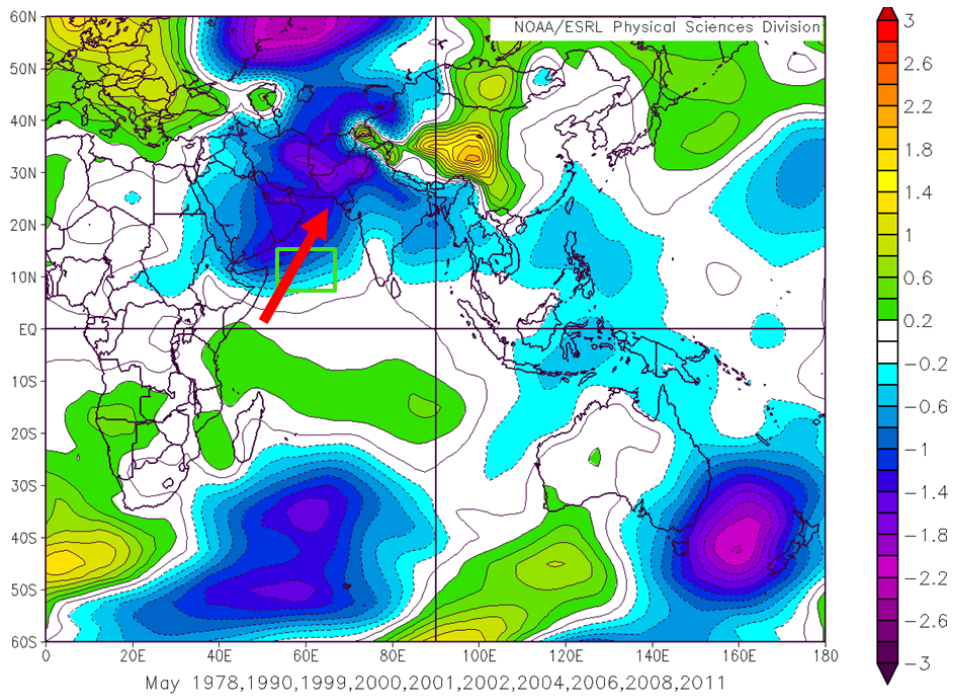 NOAA/ESRL Physical Sciences Division
60N
50N
40N
30N
20N
10N
EQ
10S
20S
30S
40S
50S
60S
0
20E
40E
60E
80E
100E
120E
140E
160E
180
3
2.6
2.2
1.8
1.4
1
0.6
0.2
-0.2
-0.6
-1
-1.4
-1.8
-2.2
-2.6
-3
May 1978,1990,1999,2000,2001,2002,2004,2006,2008,2011